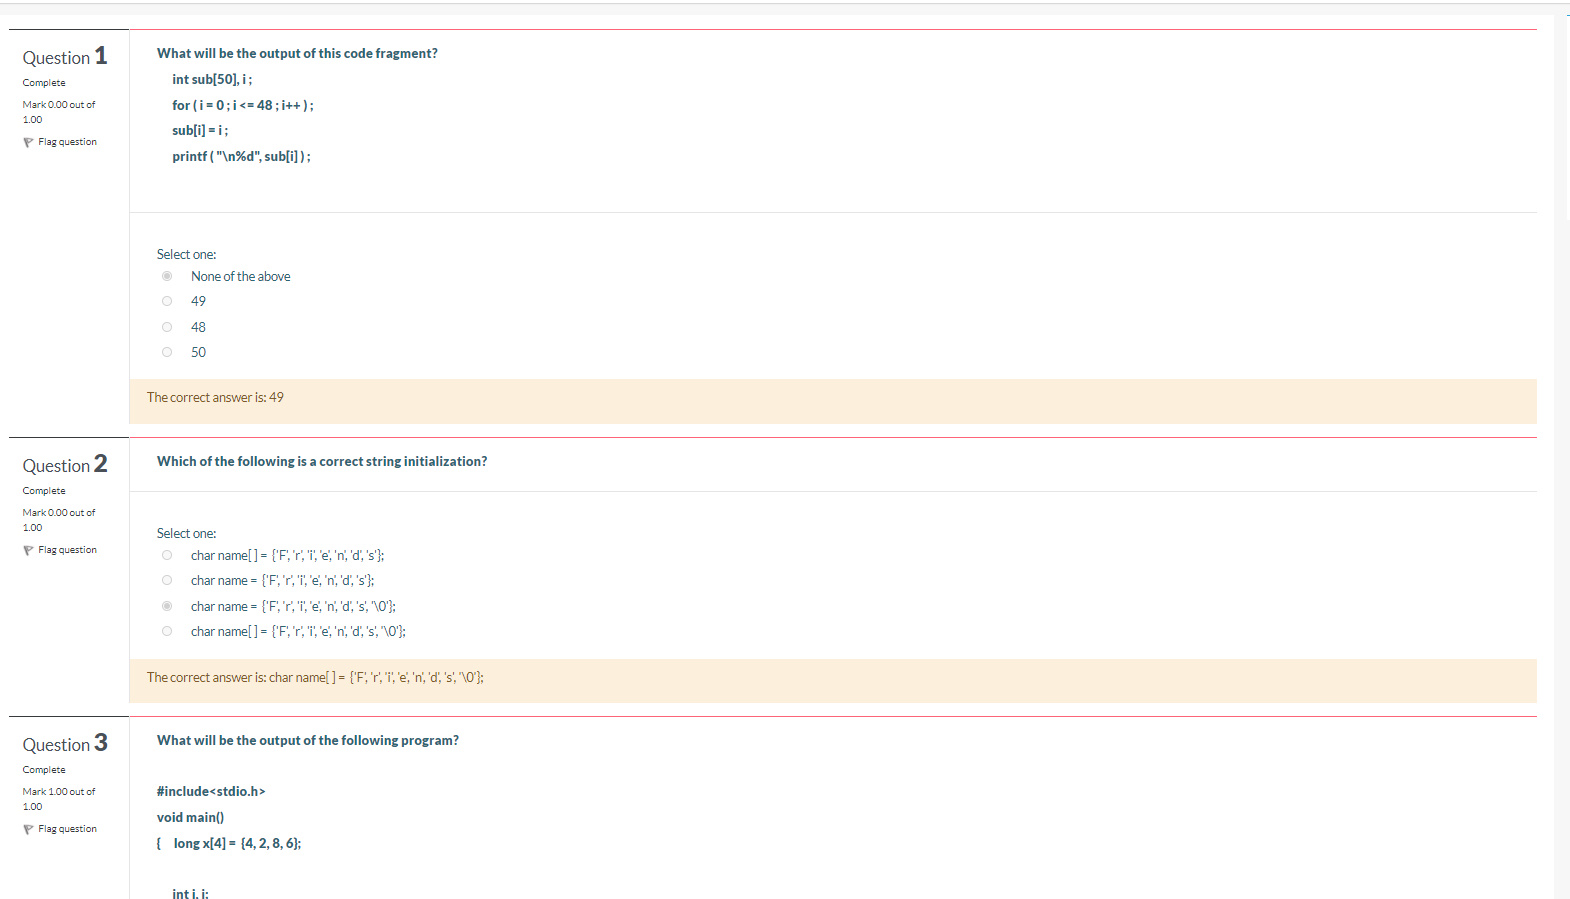 Question 1
Complete
Mark 0.00 out of
1.00
Flag question
What will be the output of this code fragment?
int sub[50], i ;
for ( i = 0 ; i <= 48 ; i++ ) ;
sub[i] = i ;
printf ( "\n%d", sub[i] ) ;
Select one:
None of the above
49
48
50
The correct answer is: 49
Question 2
Complete
Mark 0.00 out of
1.00
Flag question
Which of the following is a correct string initialization?
Select one:
char name[ ] = {'F', 'r', 'i', 'e', 'n', 'd', 's'};
char name = {'F', 'r', 'i', 'e', 'n', 'd', 's'};
char name = {'F', 'r', 'i', 'e', 'n', 'd', 's', '\0'};
char name[ ] = {'F', 'r', 'i', 'e', 'n', 'd', 's', '\0'};
The correct answer is: char name[ ] = {'F', 'r', 'i', 'e', 'n', 'd', 's', '\0'};
Question 3
Complete
Mark 1.00 out of
1.00
Flag question
What will be the output of the following program?
#include<stdio.h>
void main()
{ long x[4] = {4, 2, 8, 6};
int i, j;